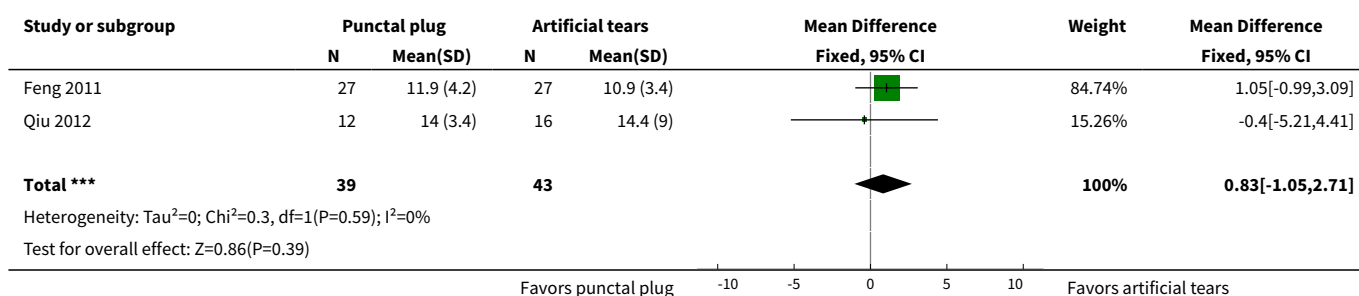 Study or subgroup Punctal plug Artificial tears Mean Difference Weight Mean Difference
N Mean(SD) N Mean(SD) Fixed, 95% CI Fixed, 95% CI
Feng 2011 27 11.9 (4.2) 27 10.9 (3.4) 84.74% 1.05[-0.99,3.09]
Qiu 2012 12 14 (3.4) 16 14.4 (9) 15.26% -0.4[-5.21,4.41]
Total *** 39 43 100% 0.83[-1.05,2.71]
Heterogeneity: Tau²=0; Chi²=0.3, df=1(P=0.59); I²=0%
Test for overall effect: Z=0.86(P=0.39)
Favors punctal plug -10 -5 0 5 10 Favors artificial tears